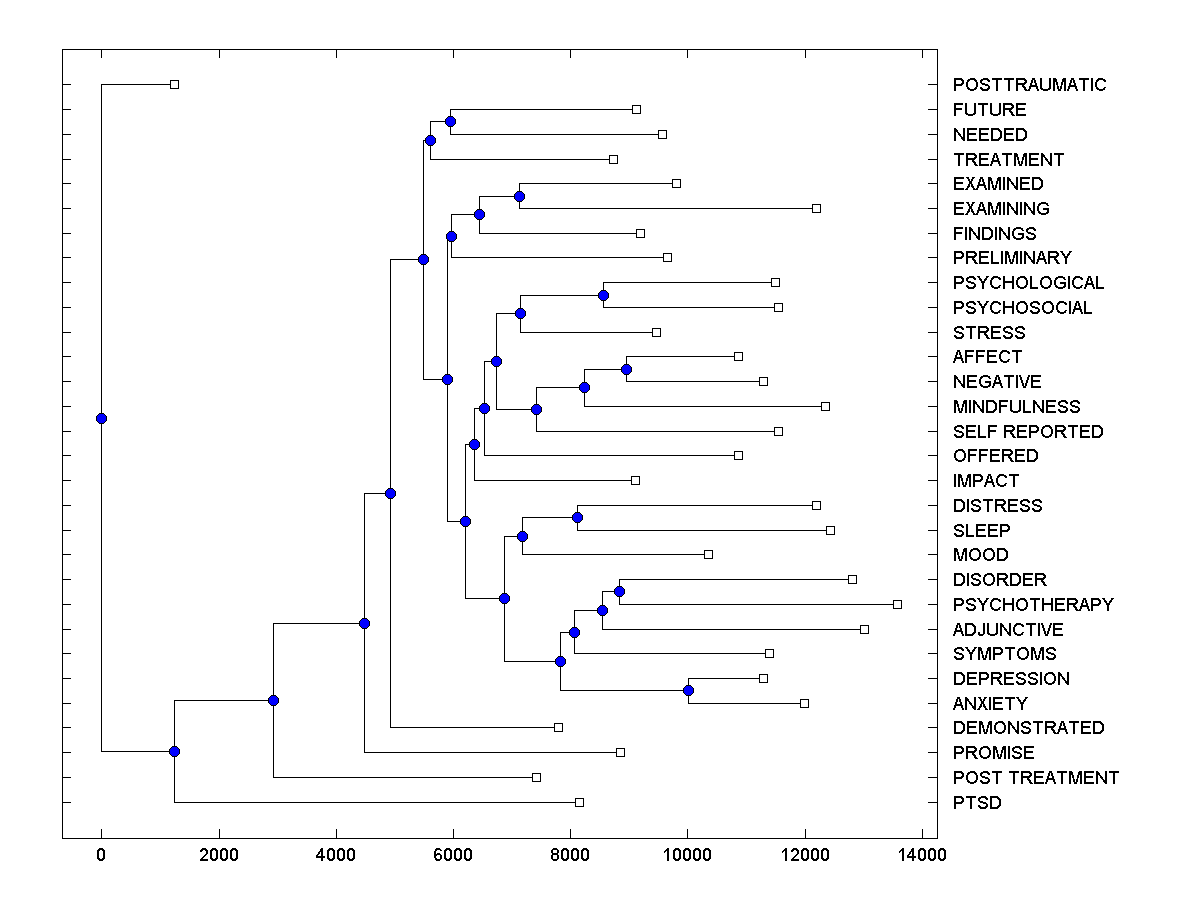 POSTTRAUMATIC
FUTURE
NEEDED
TREATMENT
EXAMINED
EXAMINING
FINDINGS
PRELIMINARY
PSYCHOLOGICAL
PSYCHOSOCIAL
STRESS
AFFECT
NEGATIVE
MINDFULNESS
SELF REPORTED
OFFERED
IMPACT
DISTRESS
SLEEP
MOOD
DISORDER
PSYCHOTHERAPY
ADJUNCTIVE
SYMPTOMS
DEPRESSION
ANXIETY
DEMONSTRATED
PROMISE
POST TREATMENT
PTSD
0 2000 4000 6000 8000 10000 12000 14000